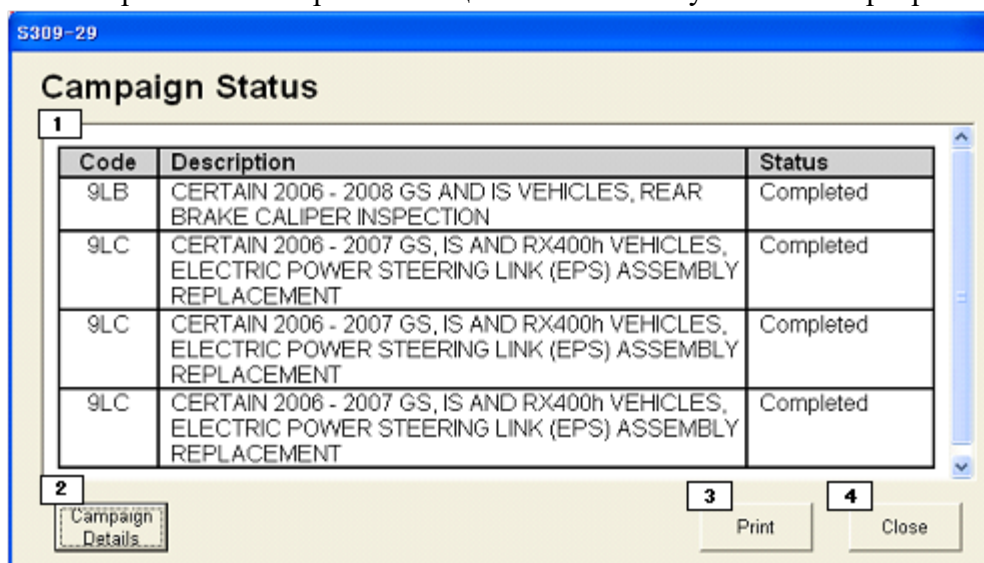 S309-29
Campaign Status
1
Code Description Status
9LB CERTAIN 2006 - 2008 GS AND IS VEHICLES, REAR Completed
BRAKE CALIPER INSPECTION
9LC CERTAIN 2006 - 2007 GS, IS AND RX400h VEHICLES, Completed
ELECTRIC POWER STEERING LINK (EPS) ASSEMBLY
REPLACEMENT
9LC CERTAIN 2006 - 2007 GS, IS AND RX400h VEHICLES, Completed
ELECTRIC POWER STEERING LINK (EPS) ASSEMBLY
REPLACEMENT
9LC CERTAIN 2006 - 2007 GS, IS AND RX400h VEHICLES, Completed
ELECTRIC POWER STEERING LINK (EPS) ASSEMBLY
REPLACEMENT
2 3 4
Campaign
Details Print Close